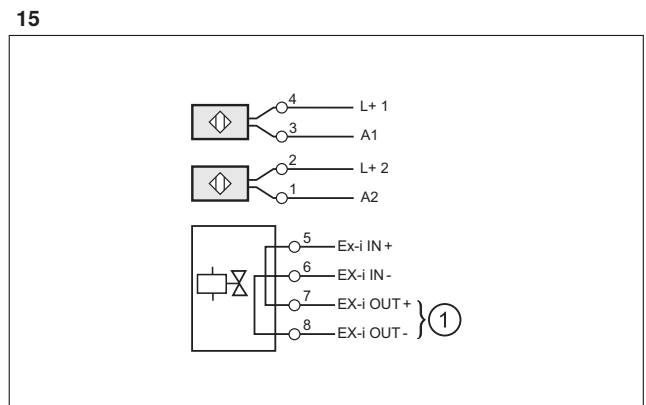 15
4 L+ 1
3 A1
2 L+ 2
1 A2
5 Ex-i IN +
6 EX-i IN -
7 EX-i OUT +
8 EX-i OUT -
1